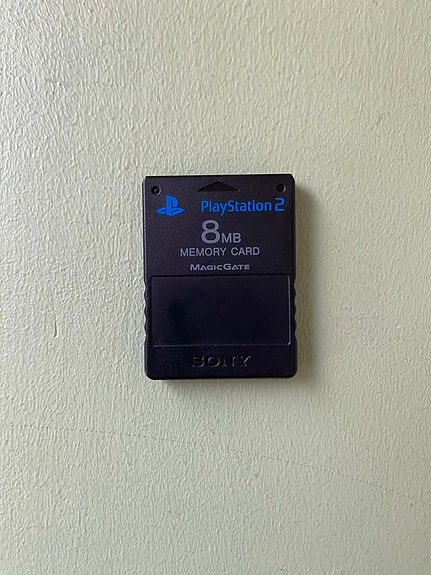 PlayStation 2
8MB
MEMORY CARD
MAGICGATE
SONY